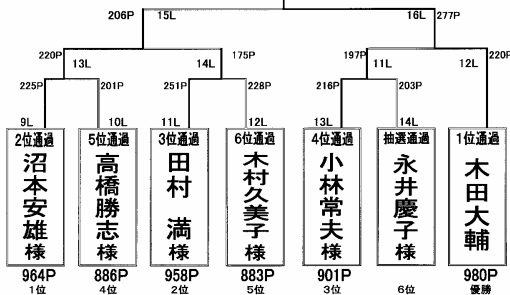 206P 15L 16L 277P
220P 13L 14L 175P 197P 11L 12L 220P
225P 201P 251P 228P 216P 203P
9L 10L 11L 12L 13L 14L
2位通過 5位通過 3位通過 6位通過 4位通過 抽選通過 1位通過
沼本安雄様 高橋勝志様 田村満様 木村久美子様 小林常夫様 永井慶子様 木田大輔
964P 886P 958P 883P 901P 980P
1位 4位 2位 5位 3位 6位 優勝